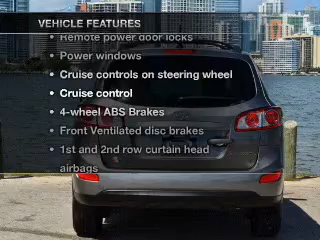 VEHICLE FEATURES
Remote power door locks
Power windows
Cruise controls on steering wheel
Cruise control
4-wheel ABS Brakes
Front Ventilated disc brakes
1st and 2nd row curtain head
airbags